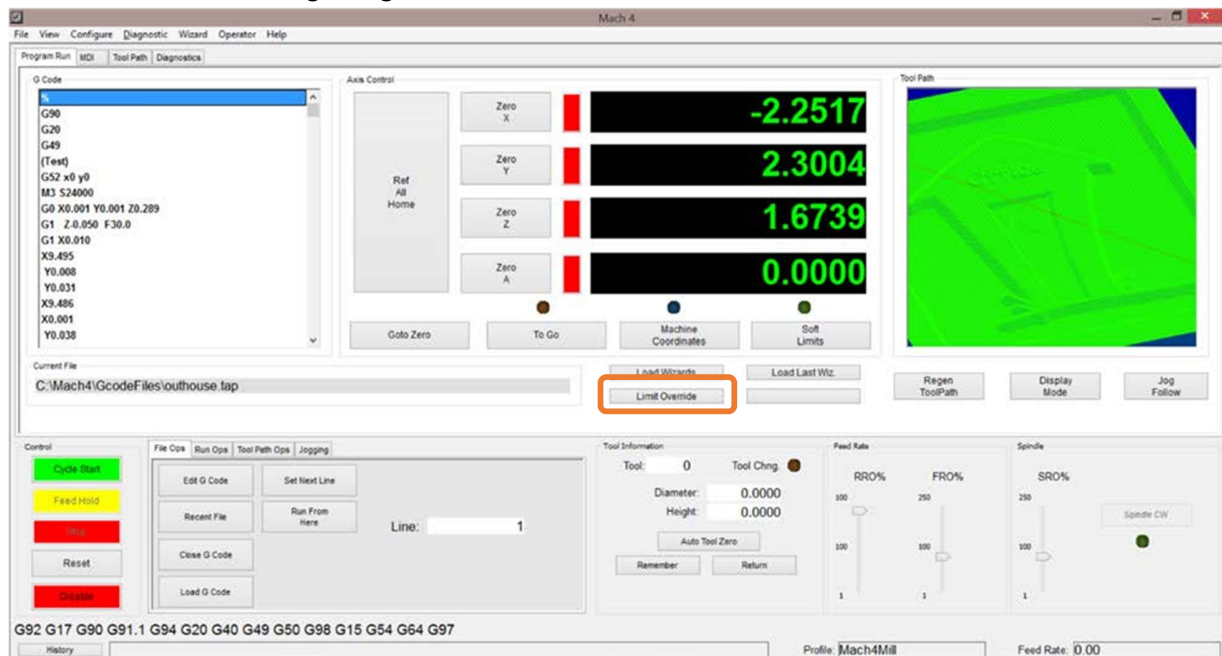 Mach 4
File View Configure Diagnostic Wizard Operator Help
Program Run MDI Tool Path Diagnostics
G Code
%
G90
G20
G49
(Test)
G52 x0 y0
M3 S24000
G0 X0.001 Y0.001 Z0.289
G1 Z-0.050 F30.0
G1 X0.010
X9.495
Y0.008
Y0.031
X9.486
X0.001
Y0.038
Axis Control
Ref
All
Home
Zero
X
-2.2517
Zero
Y
2.3004
Zero
Z
1.6739
Zero
A
0.0000
Goto Zero
To Go
Machine
Coordinates
Soft
Limits
Tool Path
Current File
C:\Mach4\GcodeFiles\outhouse.tap
Load Wizards
Load Last Wiz.
Limit Override
Regen
ToolPath
Display
Mode
Jog
Follow
Control
Cycle Start
Feed Hold
Reset
Disable
File Ops Run Ops Tool Path Ops Jogging
Edit G Code
Set Next Line
Recent File
Run From
Here
Line: 1
Close G Code
Load G Code
Tool Information
Tool: 0 Tool Chng.
Diameter: 0.0000
Height: 0.0000
Auto Tool Zero
Remember
Return
Feed Rate
RRO%
FRO%
100
250
100
100
1
1
Spindle
SRO%
250
100
1
Spindle CW
G92 G17 G90 G91.1 G94 G20 G40 G49 G50 G98 G15 G54 G64 G97
History
Profile: Mach4Mill
Feed Rate: 0.00